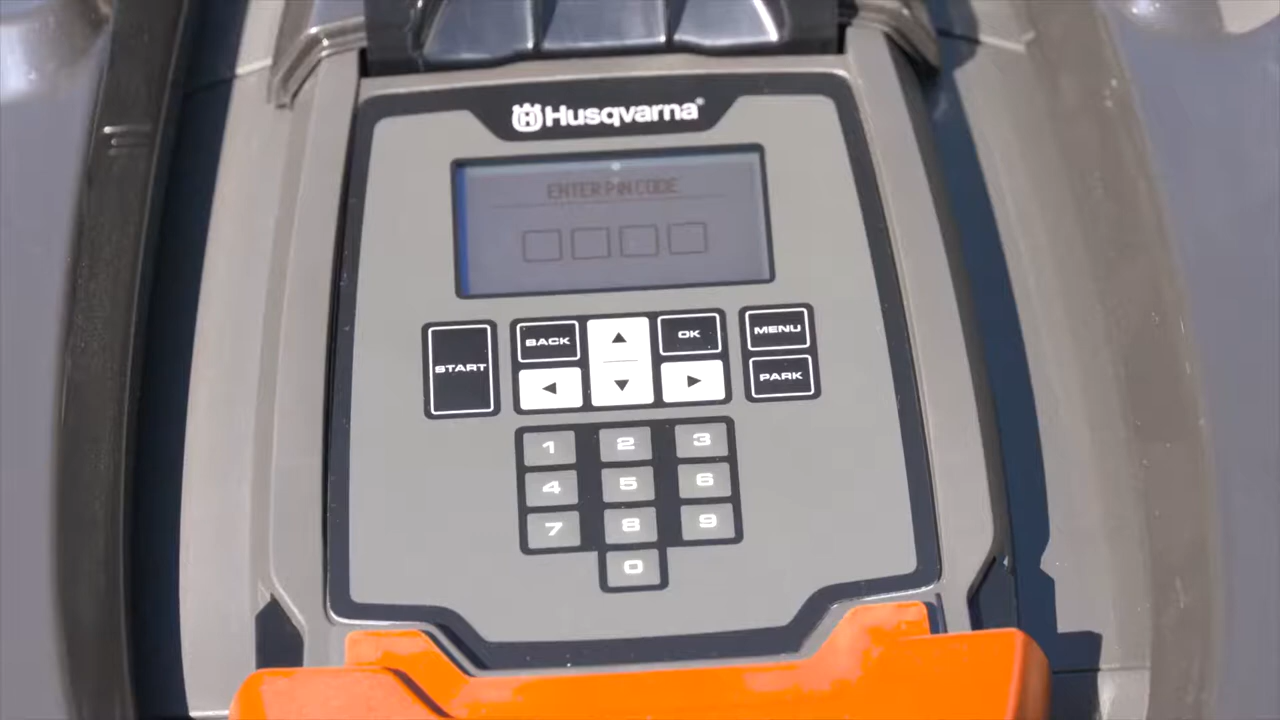 Husqvarna®
ENTER PIN CODE
START
BACK
OK
MENU
PARK
1 2 3
4 5 6
7 8 9
0